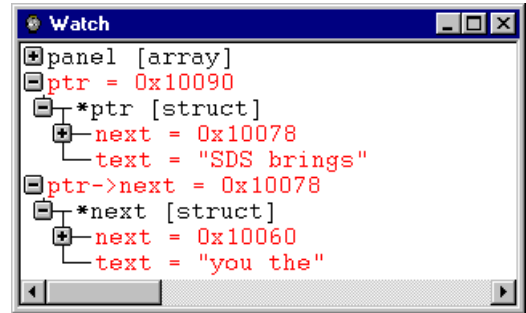 Watch
panel [array]
ptr = 0x10090
*ptr [struct]
next = 0x10078
text = "SDS brings"
ptr->next = 0x10078
*next [struct]
next = 0x10060
text = "you the"